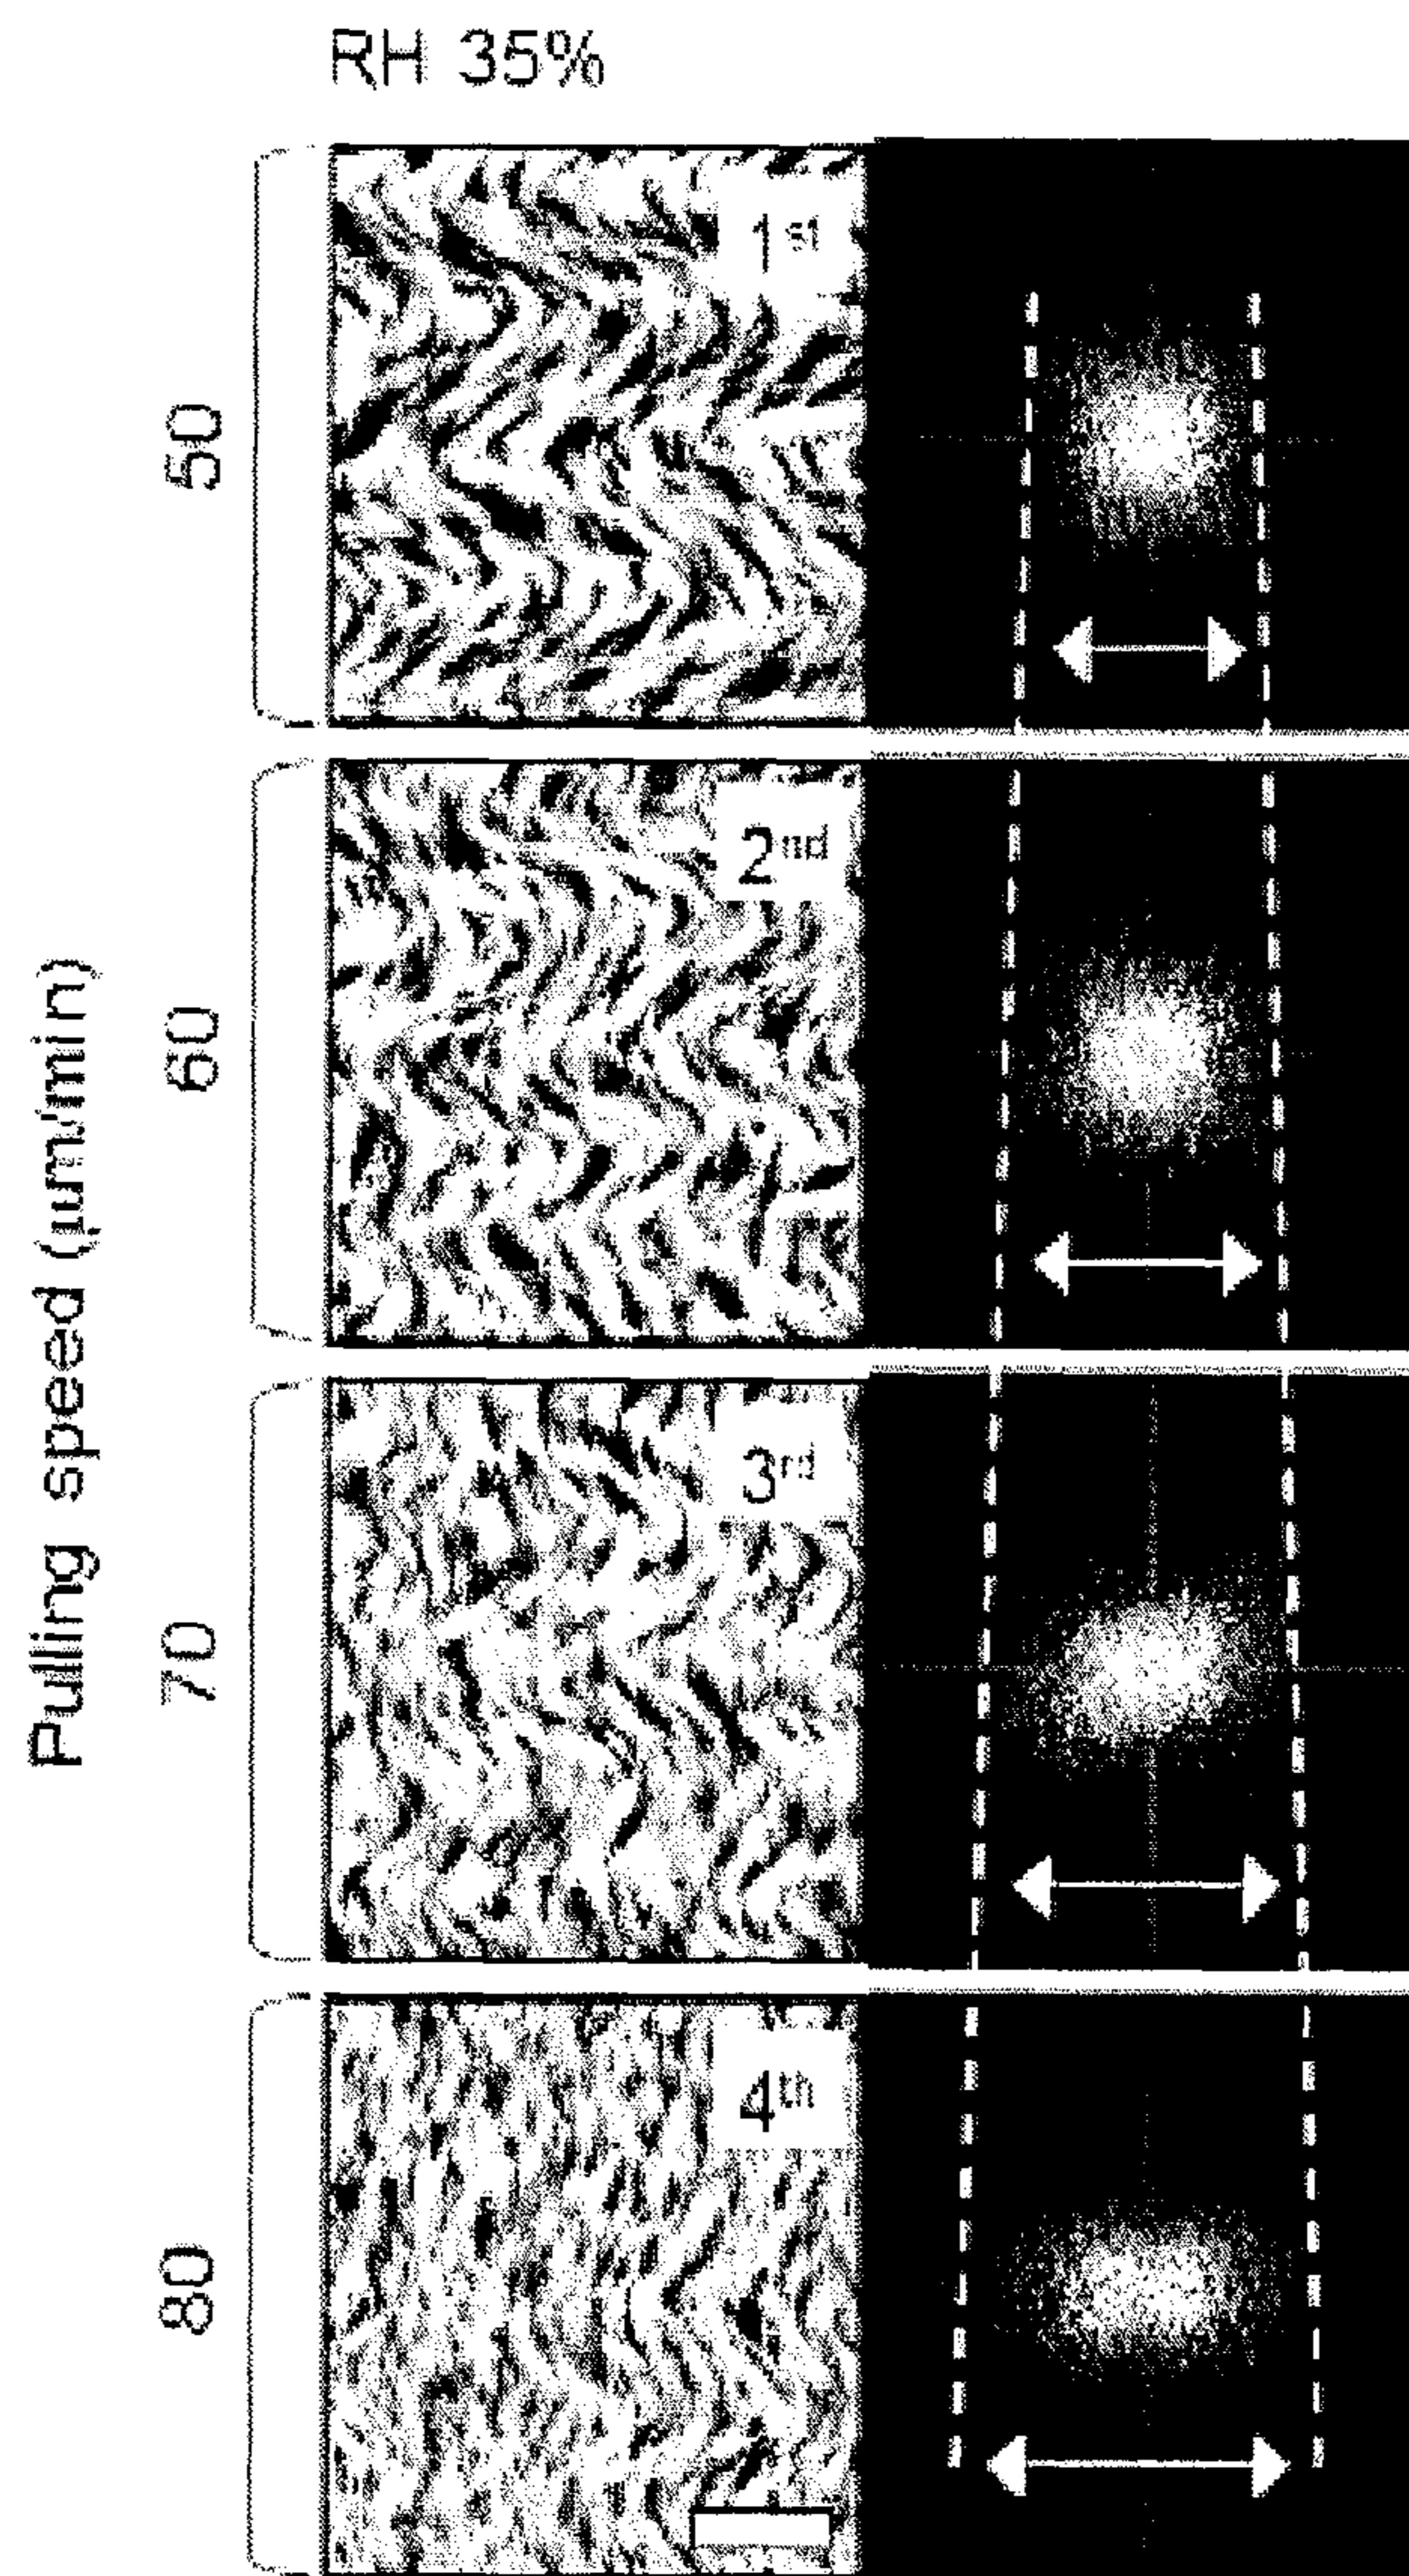 RH 35%
Pulling speed (µm/min)
50
1st
60
2nd
70
3rd
80
4th